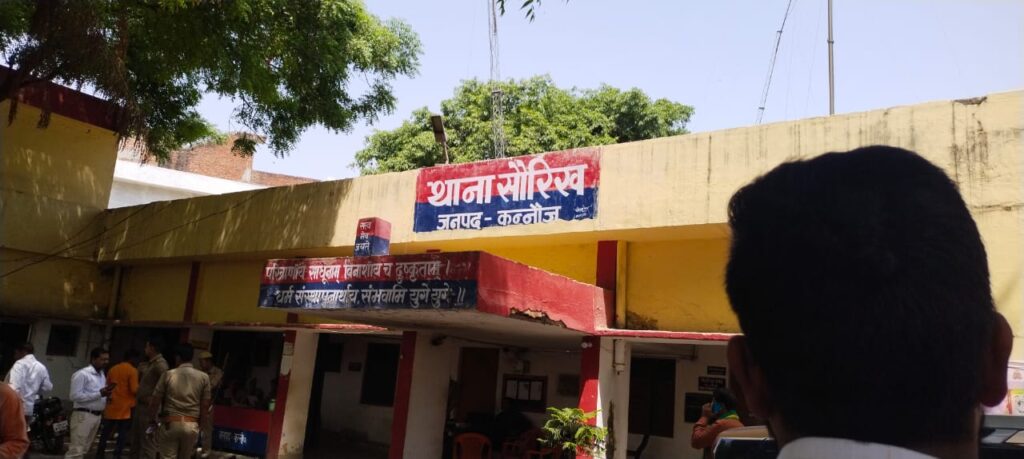 थाना सौरिख
जनपद - कन्नौज
परित्राणाय साधूनाम् विनाशाय च दुष्कृताम् ।
धर्म संस्थापनार्थाय संभवामि युगे युगे ॥